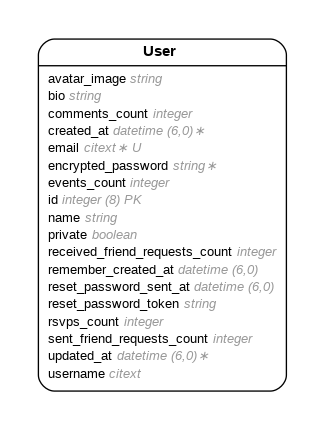 User
avatar_image string
bio string
comments_count integer
created_at datetime (6,0)∗
email citext∗ U
encrypted_password string∗
events_count integer
id integer (8) PK
name string
private boolean
received_friend_requests_count integer
remember_created_at datetime (6,0)
reset_password_sent_at datetime (6,0)
reset_password_token string
rsvps_count integer
sent_friend_requests_count integer
updated_at datetime (6,0)∗
username citext